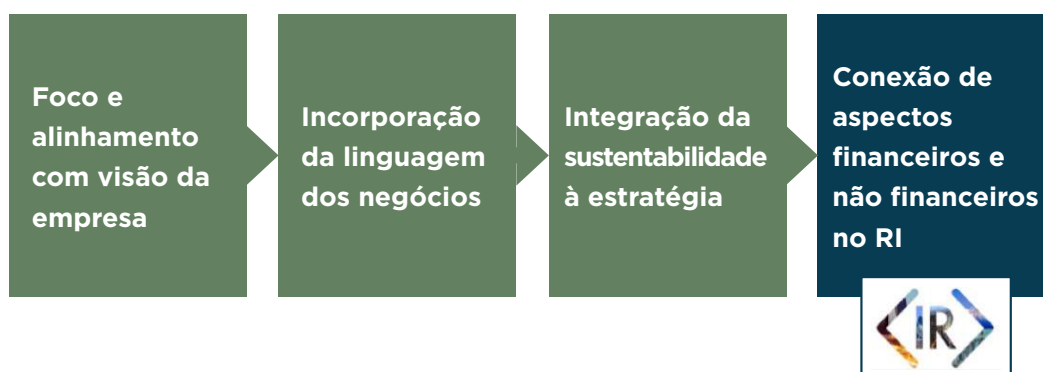 Foco e
alinhamento
com visão da
empresa
Incorporação
da linguagem
dos negócios
Integração da
sustentabilidade
à estratégia
Conexão de
aspectos
financeiros e
não financeiros
no RI
<IR>